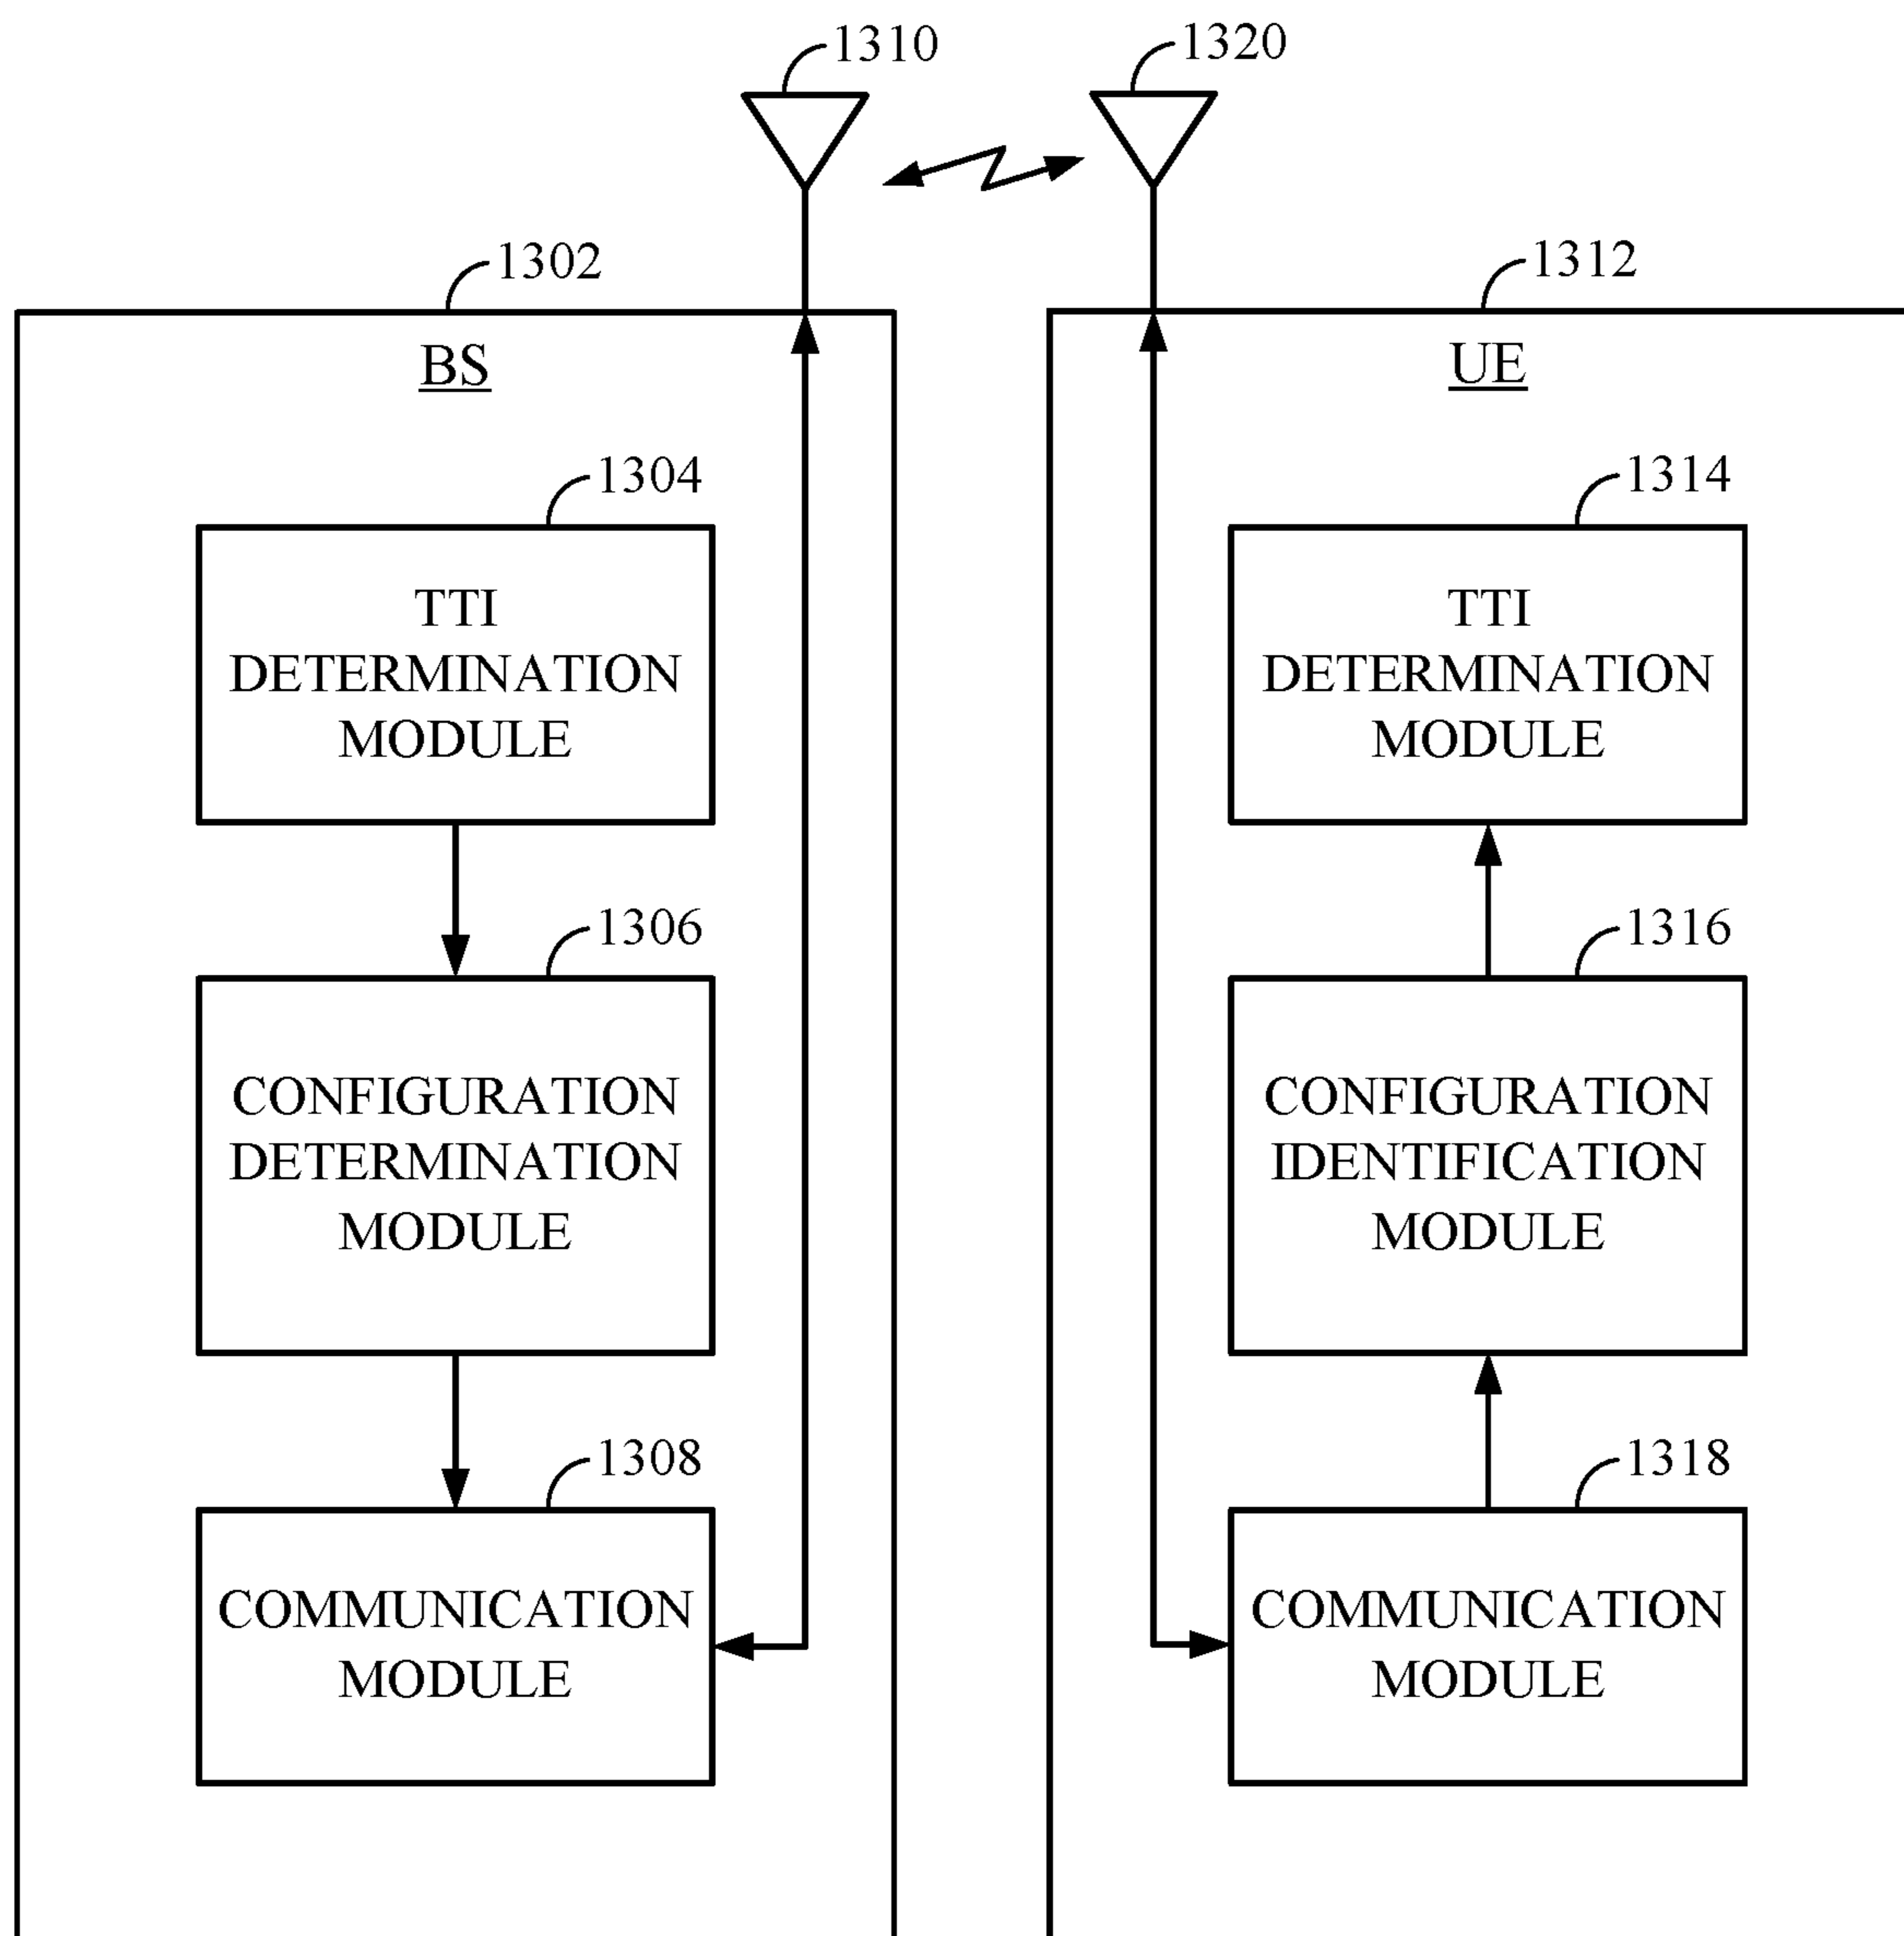 1310
1320
1302
1312
BS
UE
1304
1314
TTI
DETERMINATION
MODULE
TTI
DETERMINATION
MODULE
1306
1316
CONFIGURATION
DETERMINATION
MODULE
CONFIGURATION
IDENTIFICATION
MODULE
1308
1318
COMMUNICATION
MODULE
COMMUNICATION
MODULE